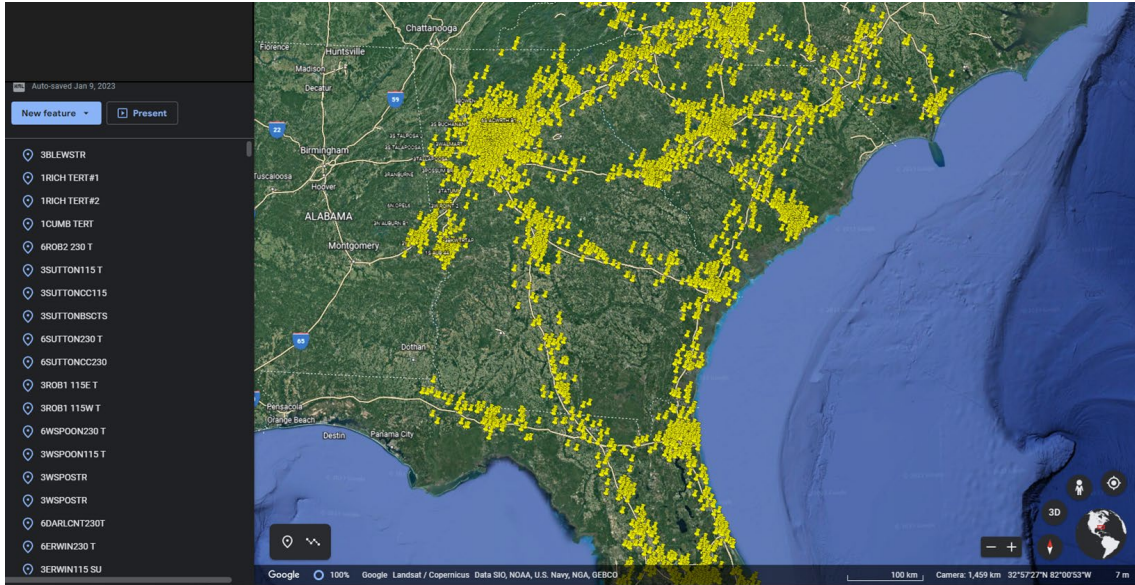 Auto-saved Jan 9, 2023
New feature
Present
3BLEWSTR
1RICH TERT#1
1RICH TERT#2
1CUMB TERT
6ROB2 230 T
3SUTTON115 T
3SUTTONCC115
3SUTTONBSCTS
6SUTTON230 T
6SUTTONCC230
3ROB1 115E T
3ROB1 115W T
6WSPOON230 T
3WSPOON115 T
3WSPOSTR
3WSPOSTR
6DARLCNT230T
6ERWIN230 T
3ERWIN115 SU
Chattanooga
Florence
Huntsville
Madison
Decatur
59
22
Birmingham
Tuscaloosa
Hoover
ALABAMA
Montgomery
65
Dothan
Pensacola
Orange Beach
Destin
Panama City
3D
Google
100%
Google Landsat / Copernicus Data SIO, NOAA, U.S. Navy, NGA, GEBCO
100 km
Camera: 1,459 km 32°57'27"N 82°00'53"W
7 m